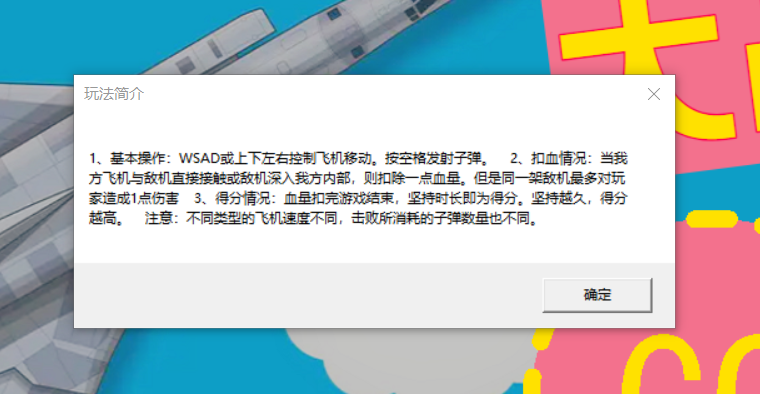 玩法简介
1、基本操作：WSAD或上下左右控制飞机移动。按空格发射子弹。 2、扣血情况：当我
方飞机与敌机直接接触或敌机深入我方内部，则扣除一点血量。但是同一架敌机最多对玩
家造成1点伤害 3、得分情况：血量扣完游戏结束，坚持时长即为得分。坚持越久，得分
越高。 注意：不同类型的飞机速度不同，击败所消耗的子弹数量也不同。
确定